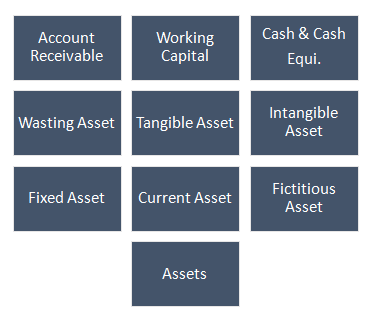 Account
Receivable
Working
Capital
Cash & Cash
Equi.
Wasting Asset
Tangible Asset
Intangible
Asset
Fixed Asset
Current Asset
Fictitious
Asset
Assets